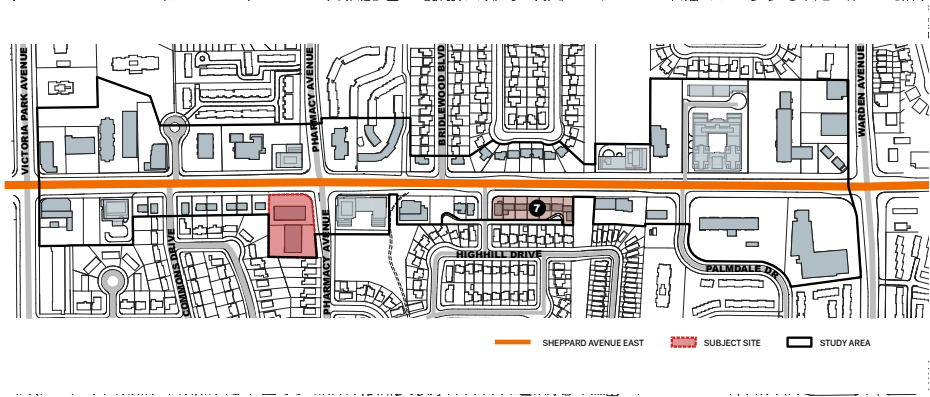 VICTORIA PARK AVENUE
PHARMACY AVENUE
BRIDLEWOOD BLVD
WARDEN AVENUE
7
COMMONS DRIVE
PHARMACY AVENUE
HIGHHILL DRIVE
PALMDALE DR.
SHEPPARD AVENUE EAST
SUBJECT SITE
STUDY AREA